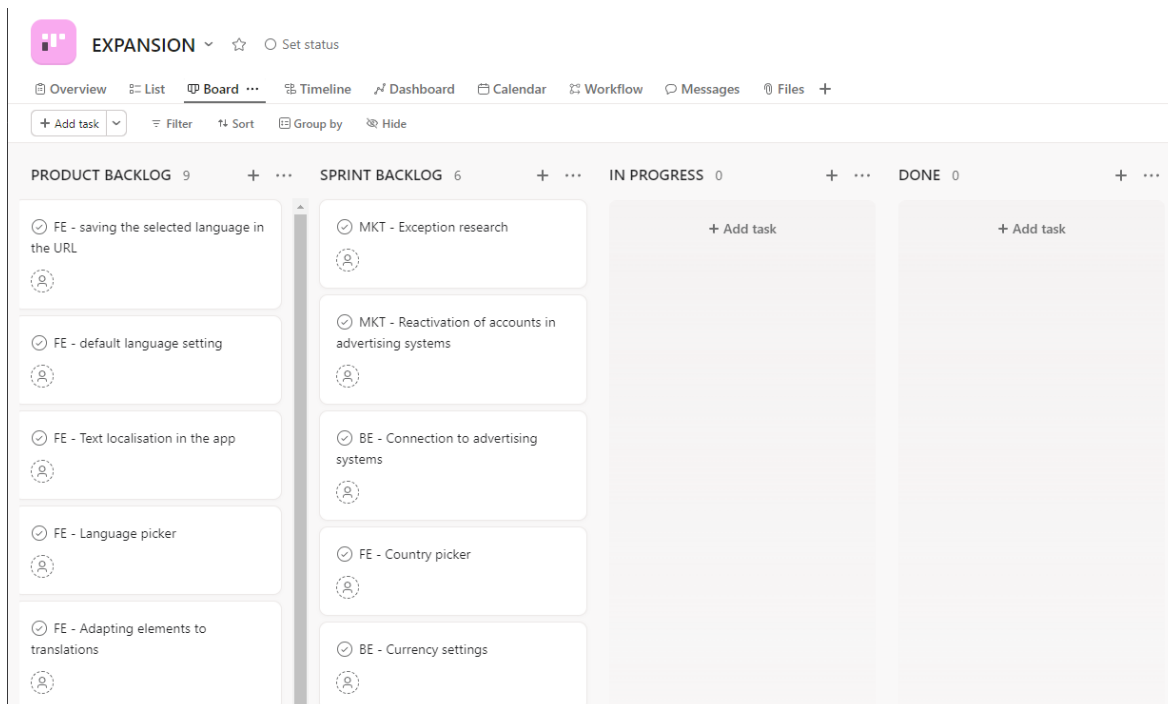 EXPANSION
Set status
Overview
List
Board
Timeline
Dashboard
Calendar
Workflow
Messages
Files
+ Add task
Filter
Sort
Group by
Hide
PRODUCT BACKLOG 9
FE - saving the selected language in
the URL
FE - default language setting
FE - Text localisation in the app
FE - Language picker
FE - Adapting elements to
translations
SPRINT BACKLOG 6
MKT - Exception research
MKT - Reactivation of accounts in
advertising systems
BE - Connection to advertising
systems
FE - Country picker
BE - Currency settings
IN PROGRESS 0
+ Add task
DONE 0
+ Add task